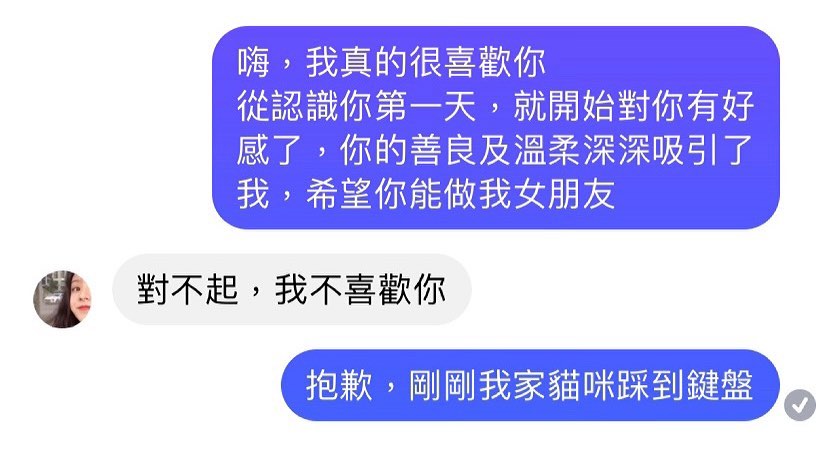 嗨，我真的很喜歡你
從認識你第一天，就開始對你有好
感了，你的善良及溫柔深深吸引了
我，希望你能做我女朋友
對不起，我不喜歡你
抱歉，剛剛我家貓咪踩到鍵盤